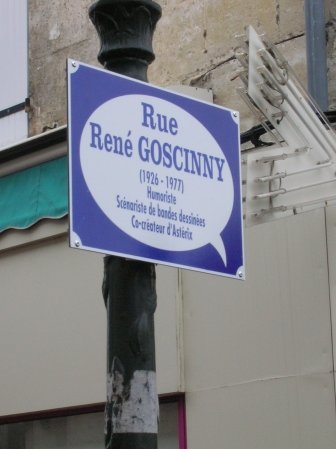 Rue
René GOSCINNY
(1926 - 1977)
Humoriste
Scénariste de bandes dessinées
Co-créateur d'Astérix